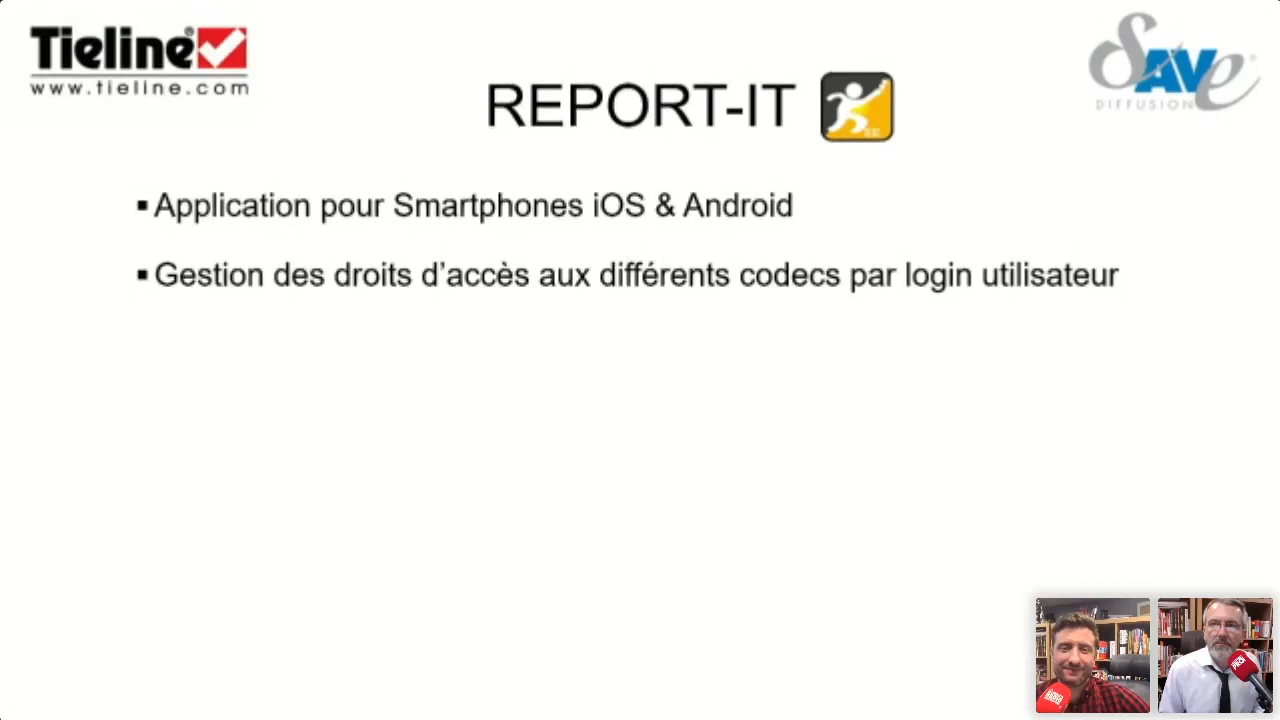 Tieline®
www.tieline.com
SAVE
DIFFUSION
REPORT-IT
▪ Application pour Smartphones iOS & Android
▪ Gestion des droits d’accès aux différents codecs par login utilisateur